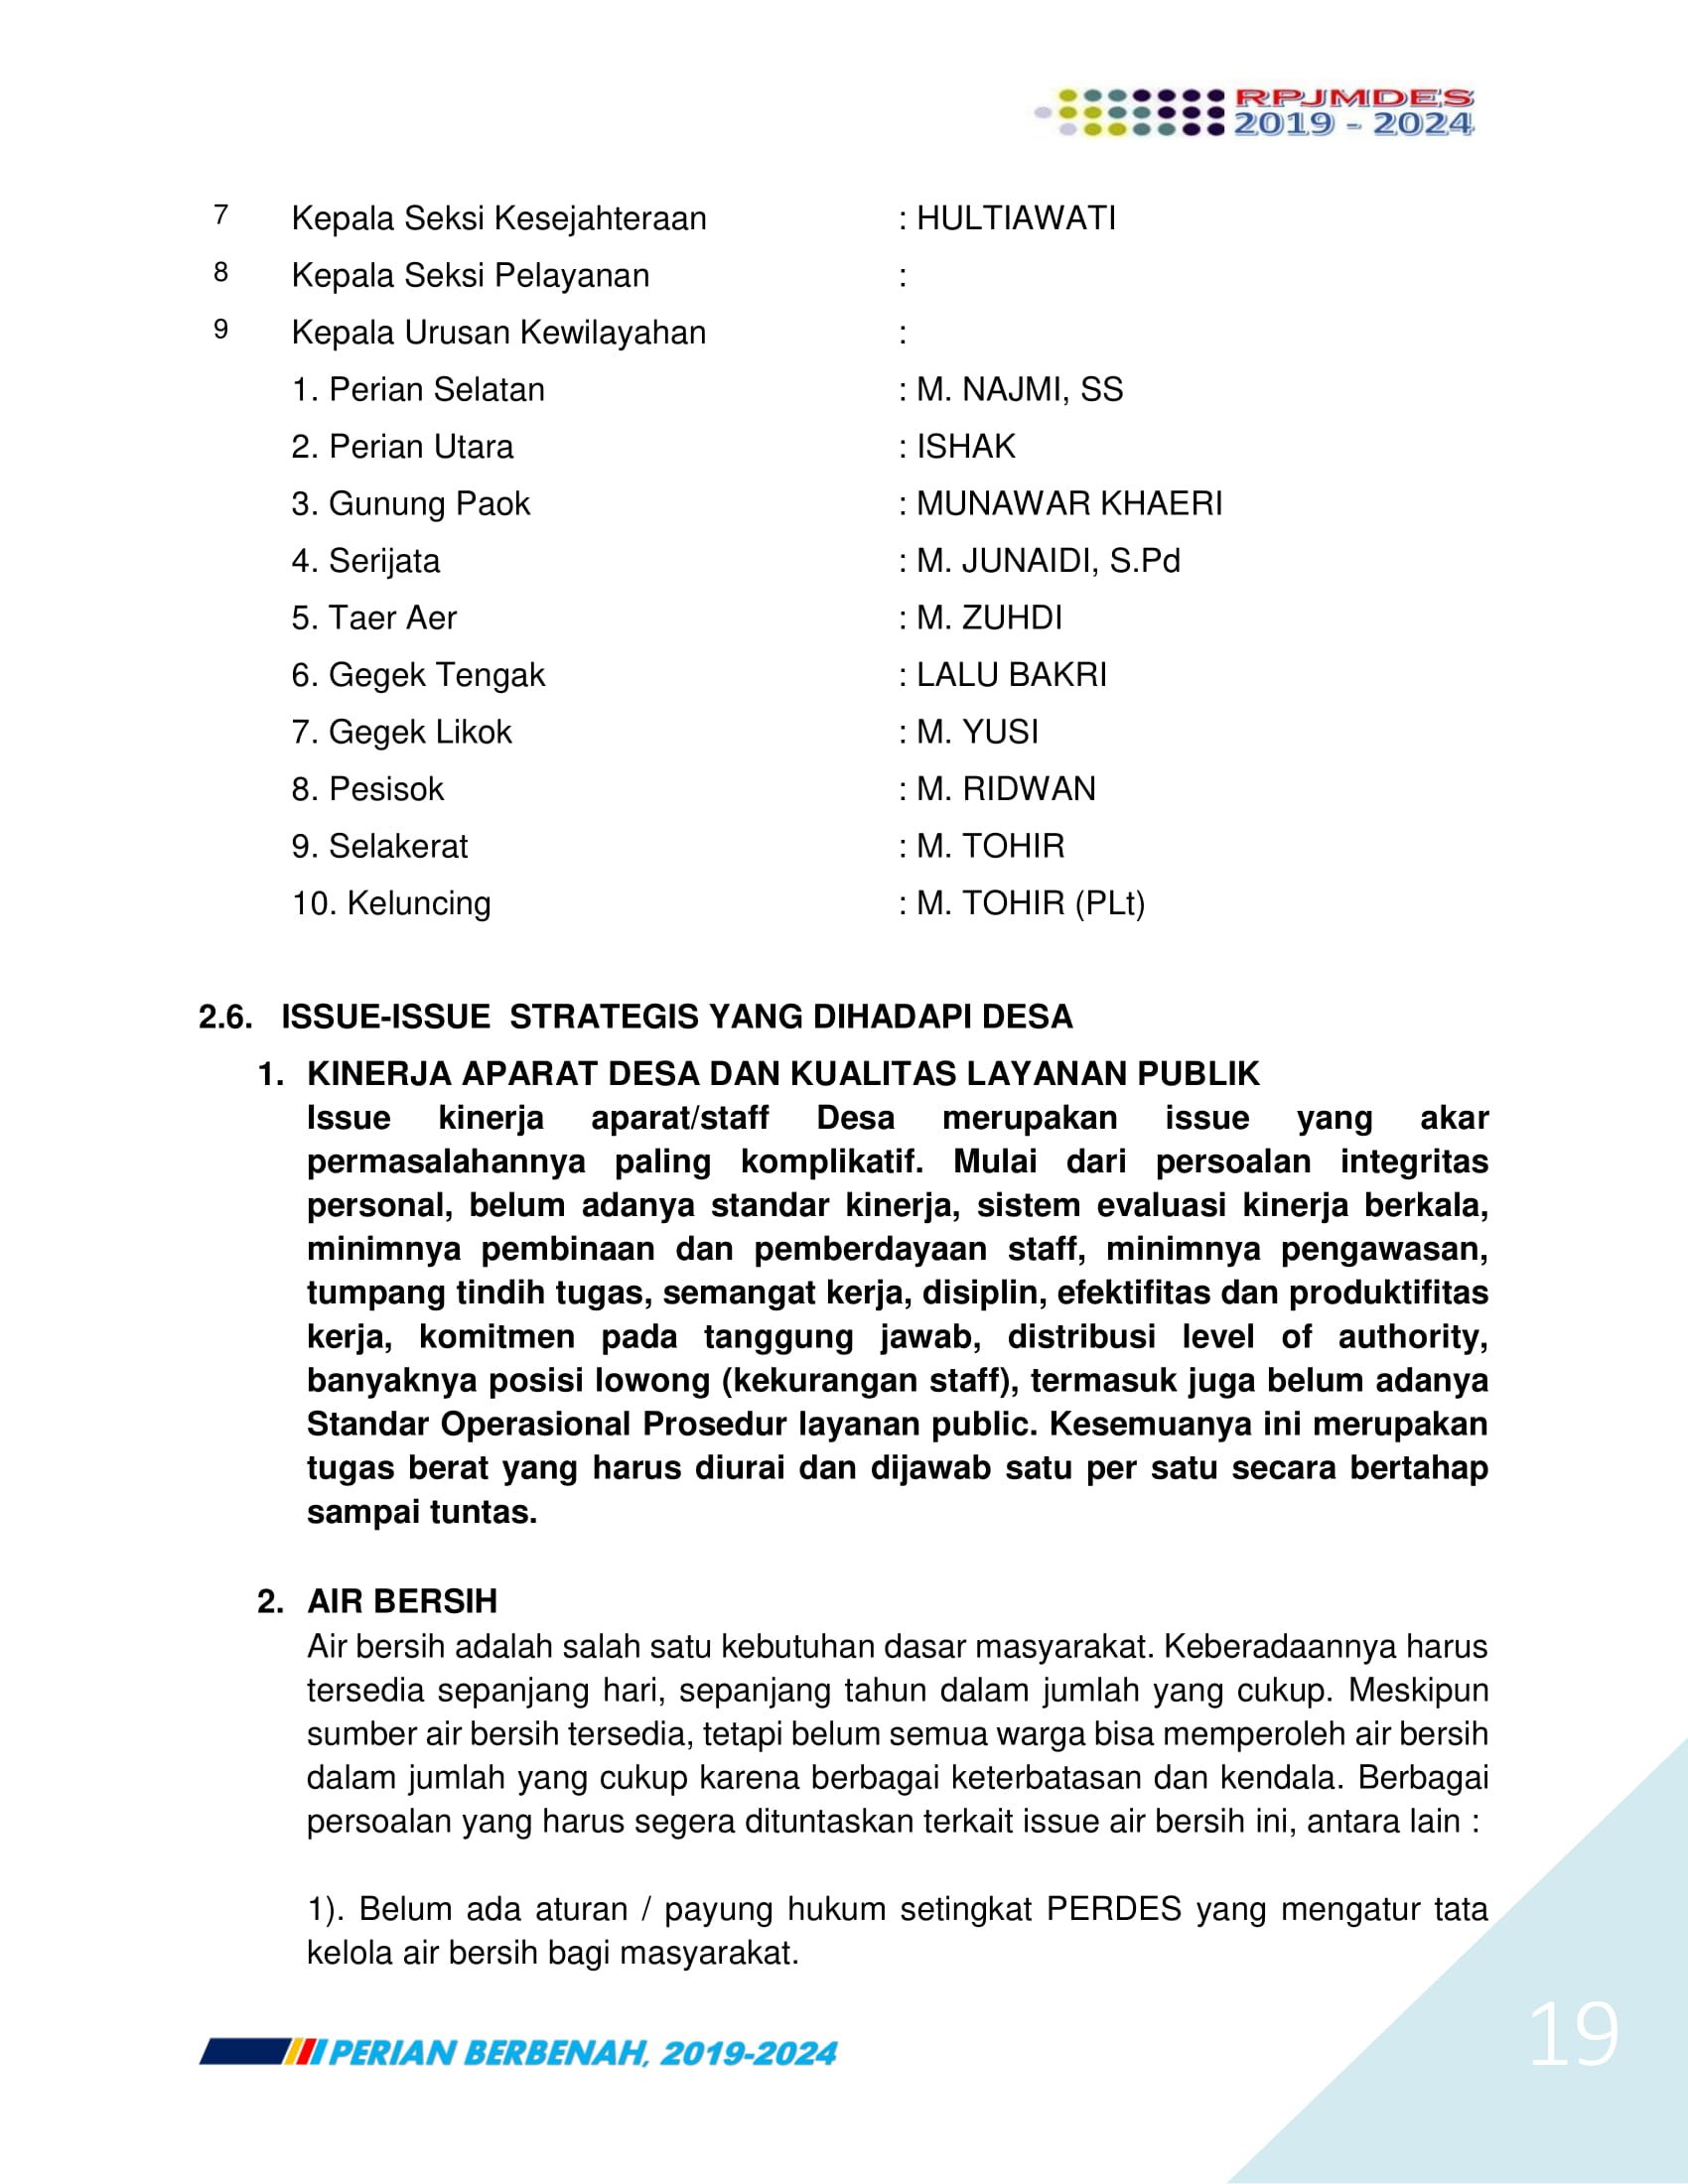 RPJMDES
2019 - 2024
7 Kepala Seksi Kesejahteraan : HULTIAWATI
8 Kepala Seksi Pelayanan :
9 Kepala Urusan Kewilayahan :
1. Perian Selatan : M. NAJMI, SS
2. Perian Utara : ISHAK
3. Gunung Paok : MUNAWAR KHAERI
4. Serijata : M. JUNAIDI, S.Pd
5. Taer Aer : M. ZUHDI
6. Gegek Tengak : LALU BAKRI
7. Gegek Likok : M. YUSI
8. Pesisok : M. RIDWAN
9. Selakerat : M. TOHIR
10. Keluncing : M. TOHIR (PLt)
2.6. ISSUE-ISSUE STRATEGIS YANG DIHADAPI DESA
1. KINERJA APARAT DESA DAN KUALITAS LAYANAN PUBLIK
Issue kinerja aparat/staff Desa merupakan issue yang akar
permasalahannya paling komplikatif. Mulai dari persoalan integritas
personal, belum adanya standar kinerja, sistem evaluasi kinerja berkala,
minimnya pembinaan dan pemberdayaan staff, minimnya pengawasan,
tumpang tindih tugas, semangat kerja, disiplin, efektifitas dan produktifitas
kerja, komitmen pada tanggung jawab, distribusi level of authority,
banyaknya posisi lowong (kekurangan staff), termasuk juga belum adanya
Standar Operasional Prosedur layanan public. Kesemuanya ini merupakan
tugas berat yang harus diurai dan dijawab satu per satu secara bertahap
sampai tuntas.
2. AIR BERSIH
Air bersih adalah salah satu kebutuhan dasar masyarakat. Keberadaannya harus
tersedia sepanjang hari, sepanjang tahun dalam jumlah yang cukup. Meskipun
sumber air bersih tersedia, tetapi belum semua warga bisa memperoleh air bersih
dalam jumlah yang cukup karena berbagai keterbatasan dan kendala. Berbagai
persoalan yang harus segera dituntaskan terkait issue air bersih ini, antara lain :
1). Belum ada aturan / payung hukum setingkat PERDES yang mengatur tata
kelola air bersih bagi masyarakat.
PERIAN BERBENAH, 2019-2024
19